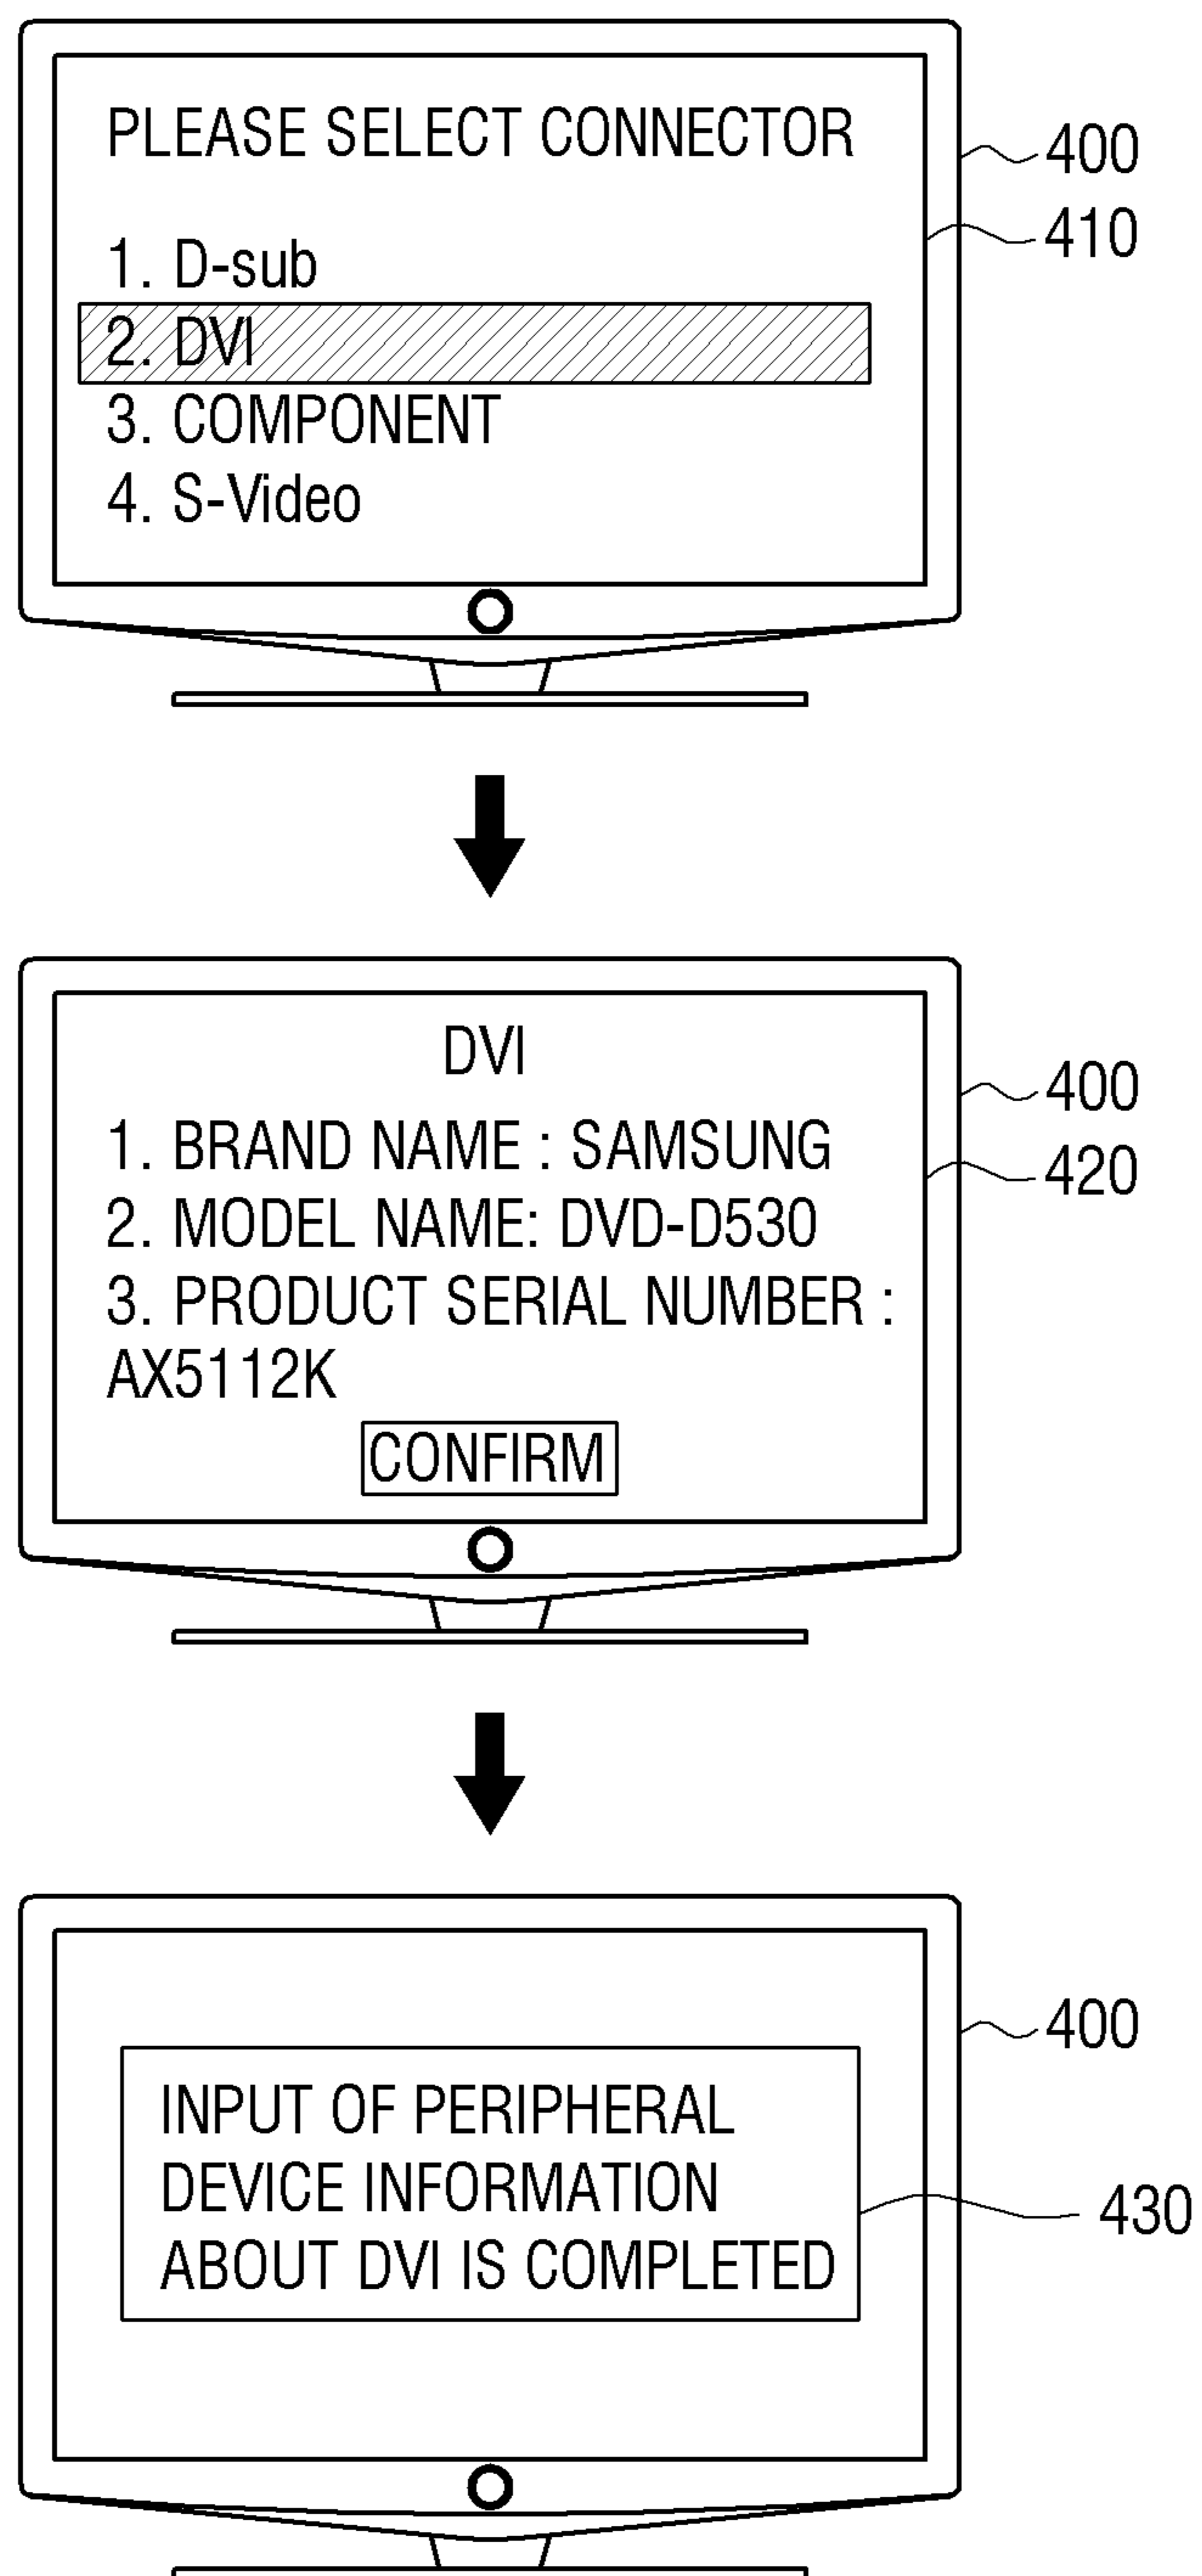 PLEASE SELECT CONNECTOR
400
410
1. D-sub
2. DVI
3. COMPONENT
4. S-Video
DVI
400
1. BRAND NAME : SAMSUNG
420
2. MODEL NAME: DVD-D530
3. PRODUCT SERIAL NUMBER :
AX5112K
CONFIRM
400
INPUT OF PERIPHERAL
DEVICE INFORMATION
430
ABOUT DVI IS COMPLETED